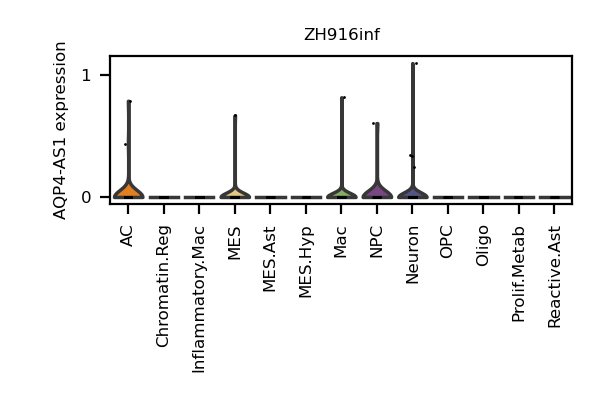 ZH916inf
AQP4-AS1 expression
1
0
AC
Chromatin.Reg
Inflammatory.Mac
MES
MES.Ast
MES.Hyp
Mac
NPC
Neuron
OPC
Oligo
Prolif.Metab
Reactive.Ast